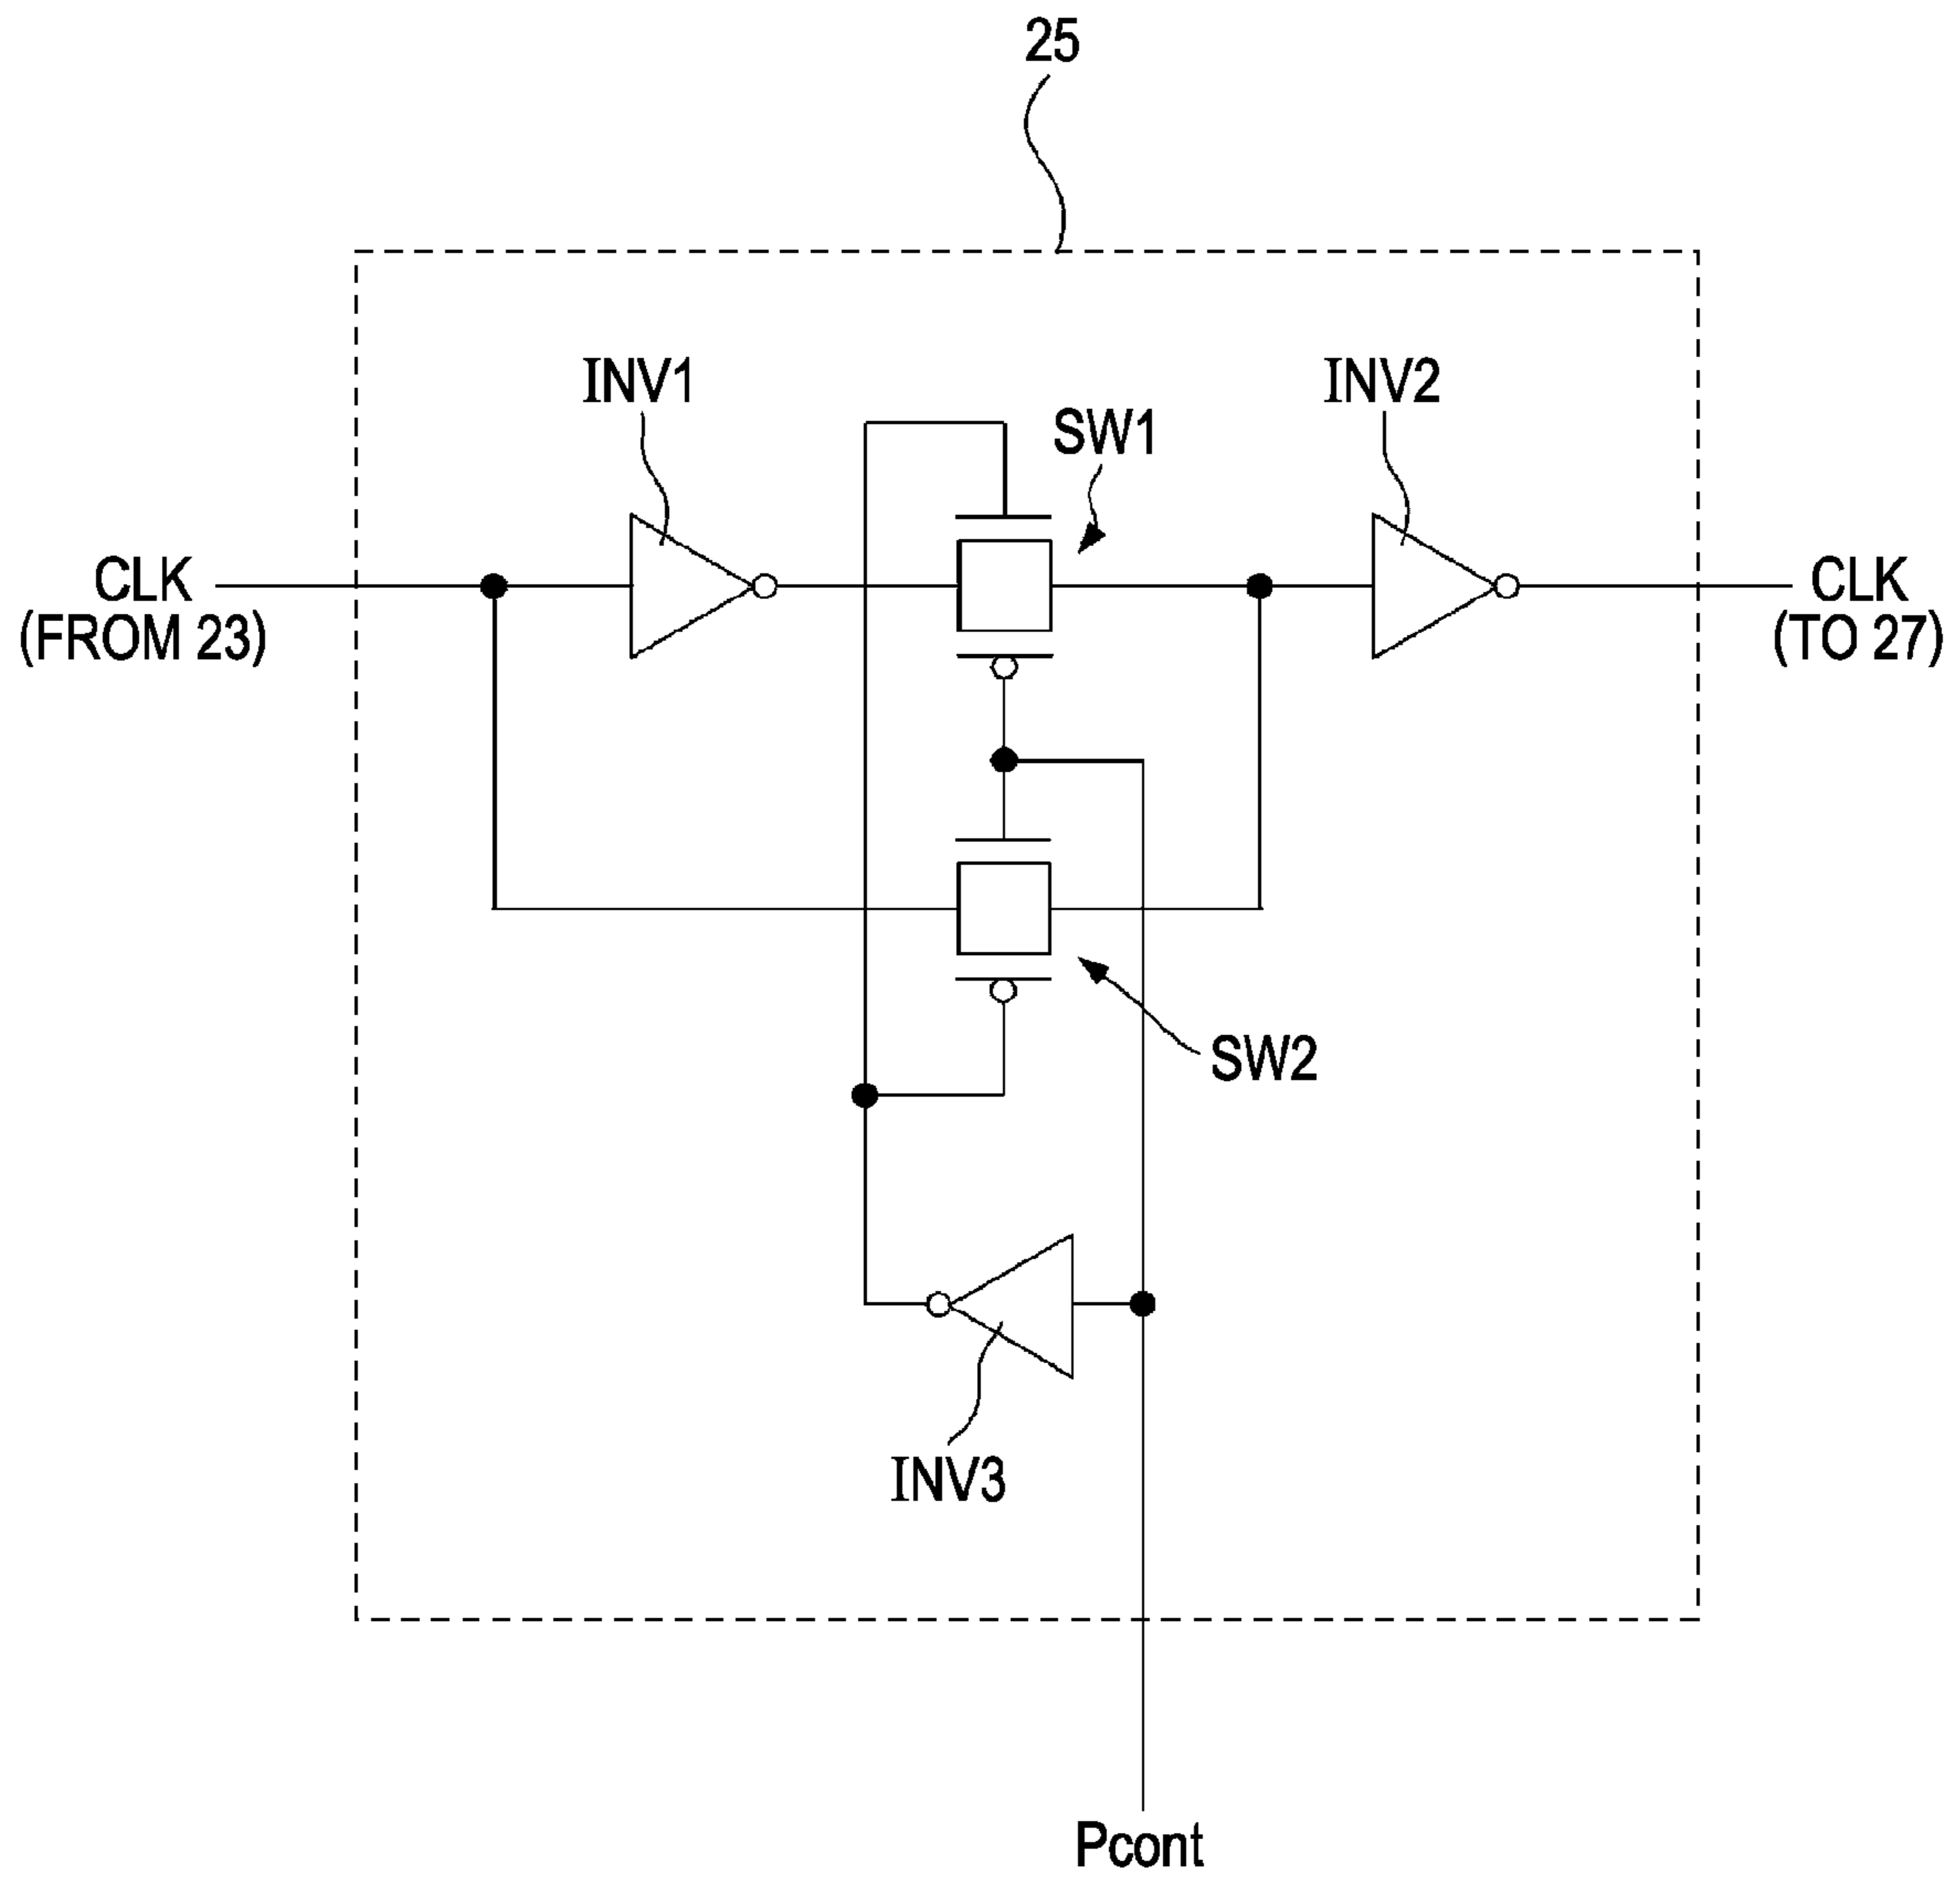 25
INV1
SW1
INV2
CLK
(FROM 23)
CLK
(TO 27)
SW2
INV3
Pcont